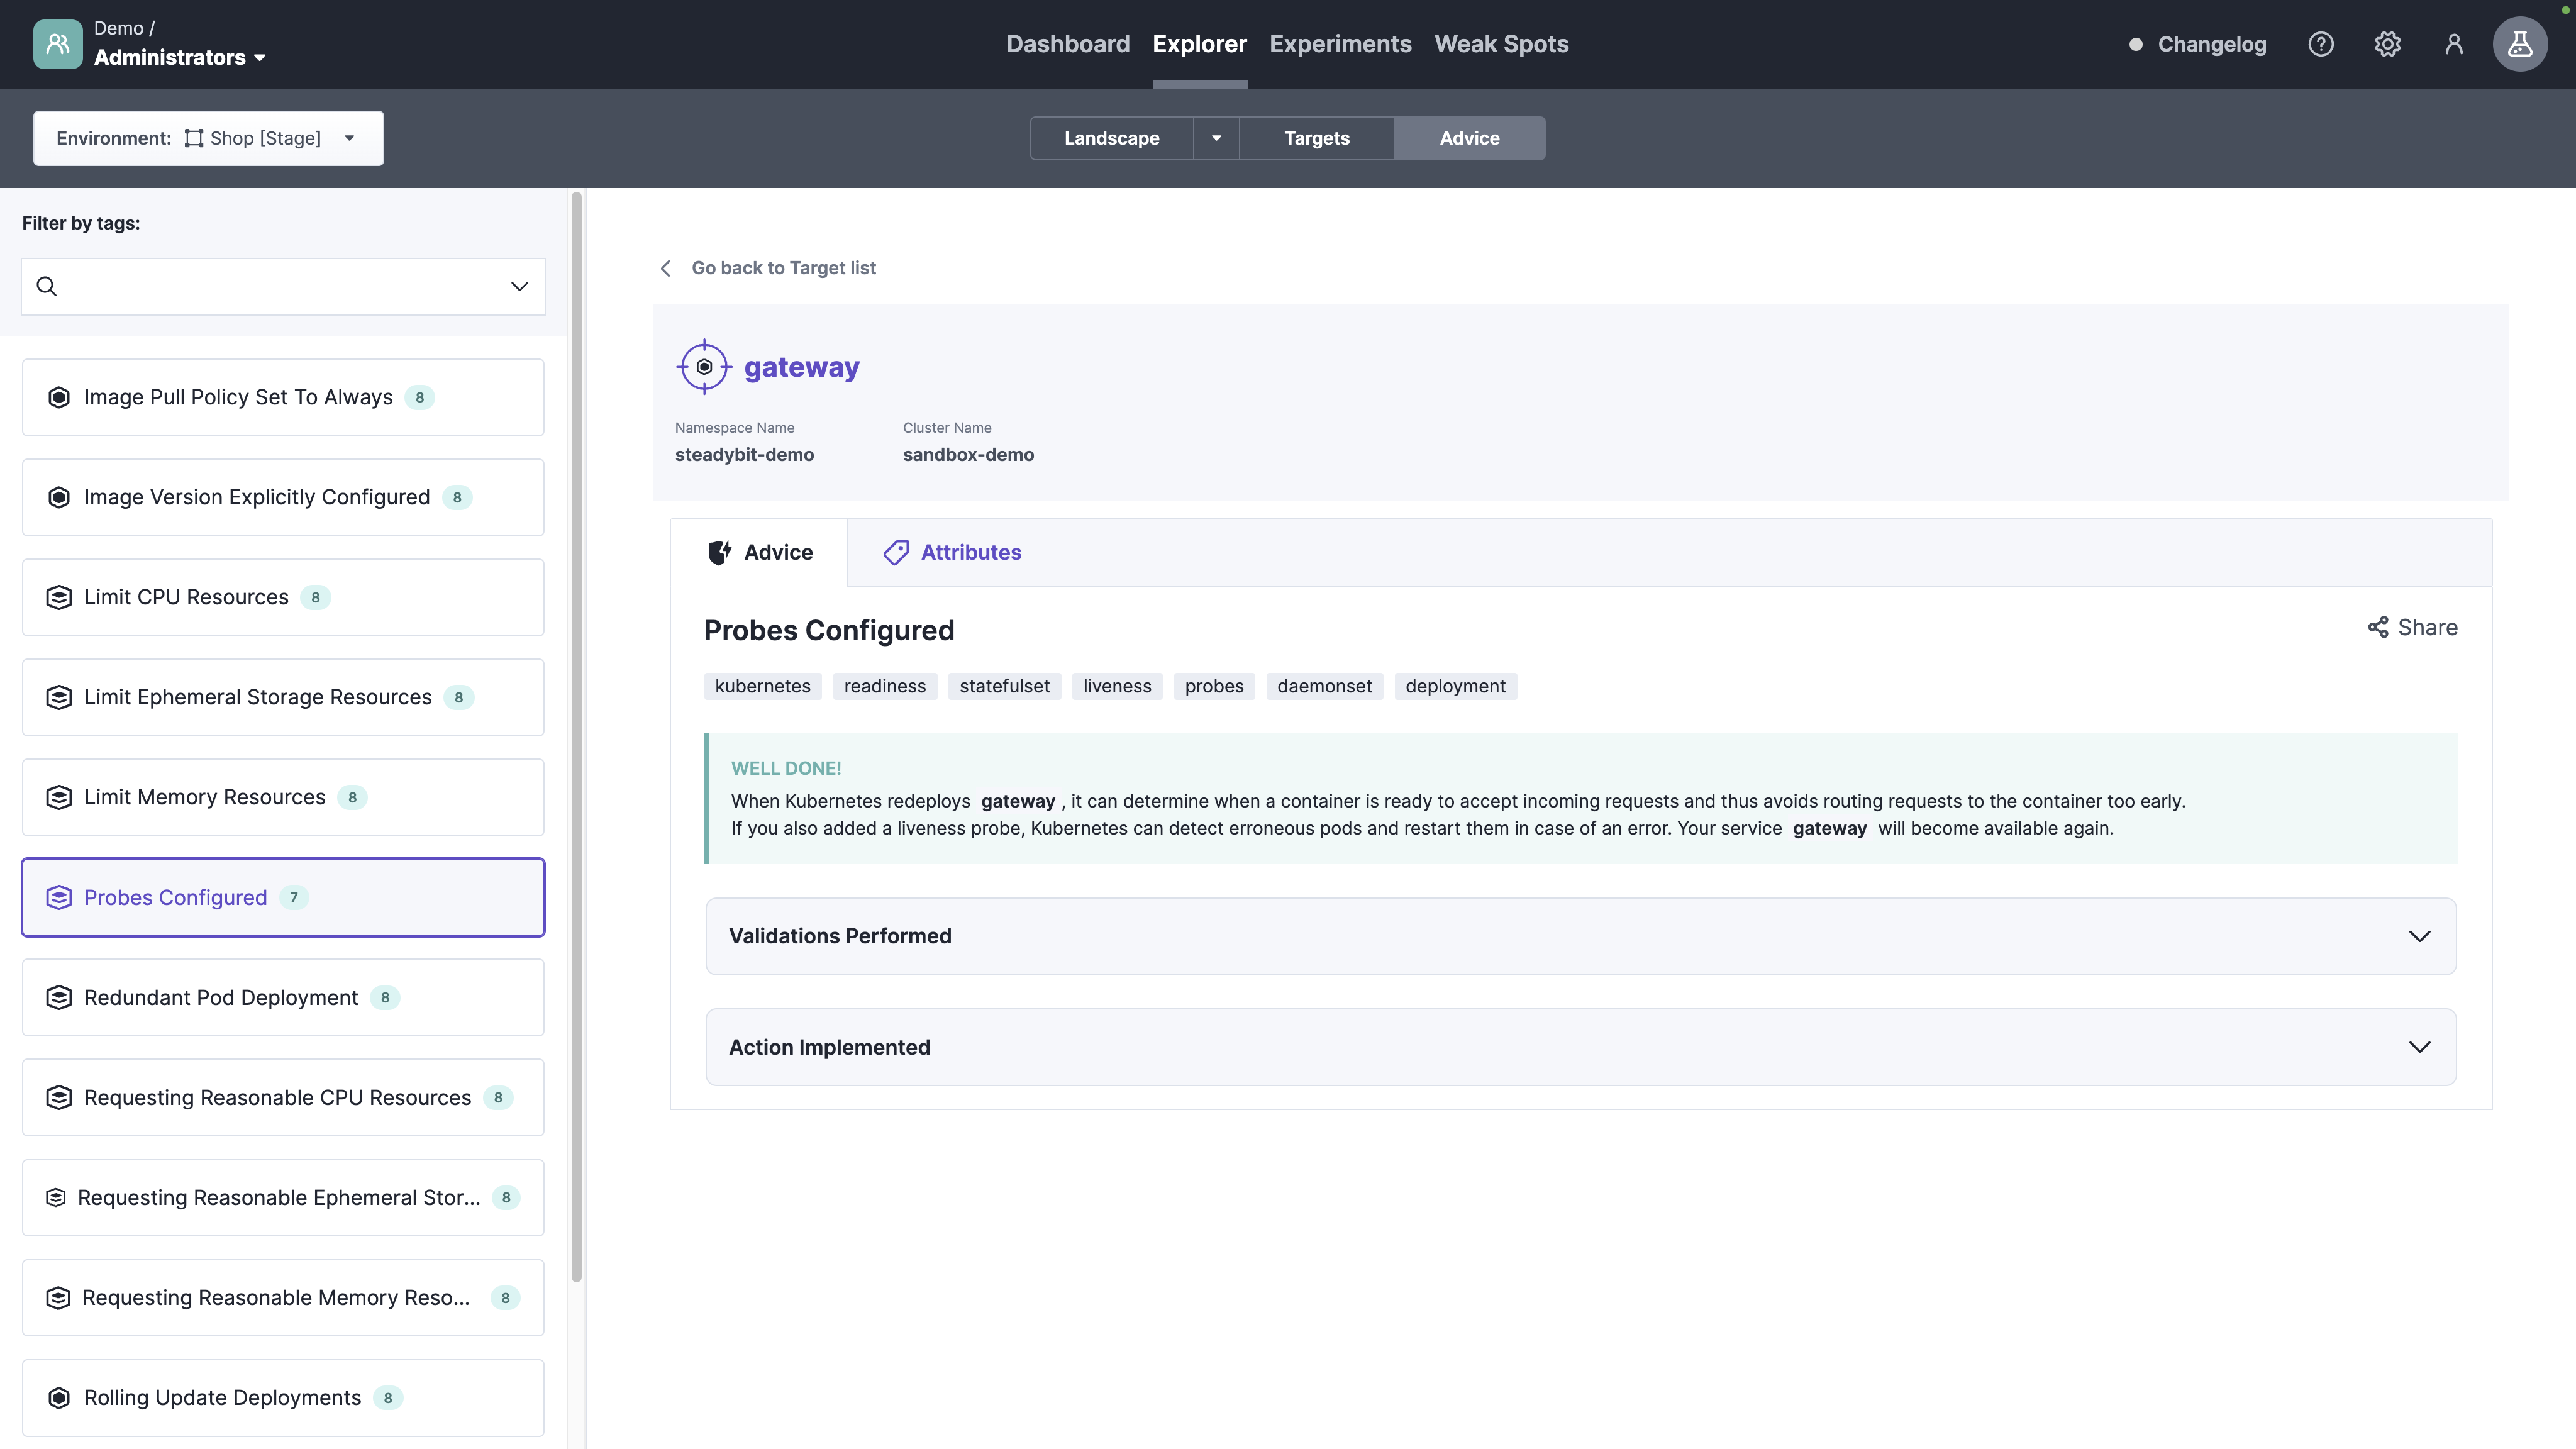 Demo /
Administrators
Dashboard Explorer Experiments Weak Spots
Changelog
Environment: Shop [Stage]
Landscape Targets Advice
Filter by tags:
Image Pull Policy Set To Always 8
Image Version Explicitly Configured 8
Limit CPU Resources 8
Limit Ephemeral Storage Resources 8
Limit Memory Resources 8
Probes Configured 7
Redundant Pod Deployment 8
Requesting Reasonable CPU Resources 8
Requesting Reasonable Ephemeral Stor... 8
Requesting Reasonable Memory Reso... 8
Rolling Update Deployments 8
Go back to Target list
gateway
Namespace Name Cluster Name
steadybit-demo sandbox-demo
Advice Attributes
Probes Configured
Share
kubernetes readiness statefulset liveness probes daemonset deployment
WELL DONE!
When Kubernetes redeploys gateway , it can determine when a container is ready to accept incoming requests and thus avoids routing requests to the container too early.
If you also added a liveness probe, Kubernetes can detect erroneous pods and restart them in case of an error. Your service gateway will become available again.
Validations Performed
Action Implemented